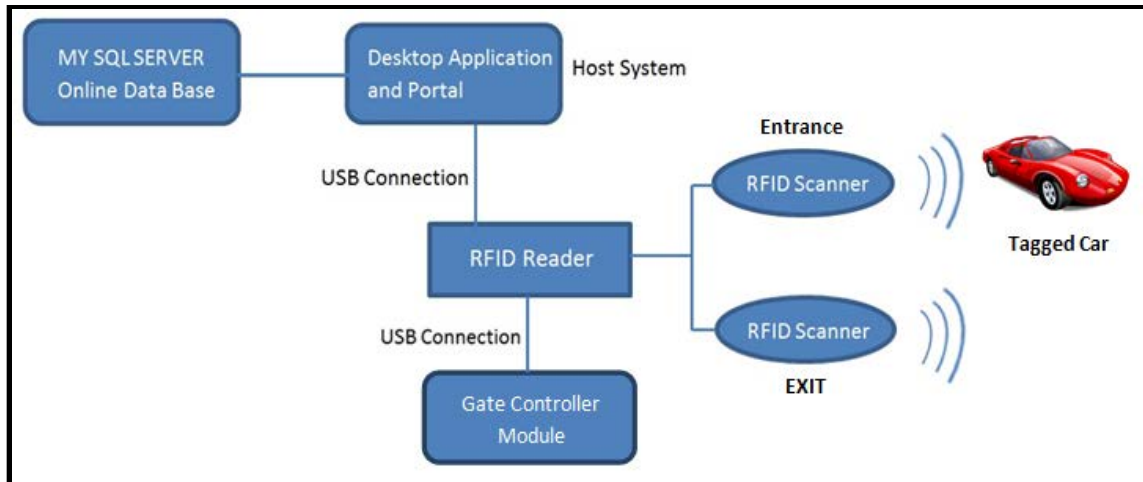 MY SQL SERVER
Online Data Base
Desktop Application
and Portal
Host System
USB Connection
Entrance
RFID Scanner
Tagged Car
RFID Reader
USB Connection
RFID Scanner
EXIT
Gate Controller
Module